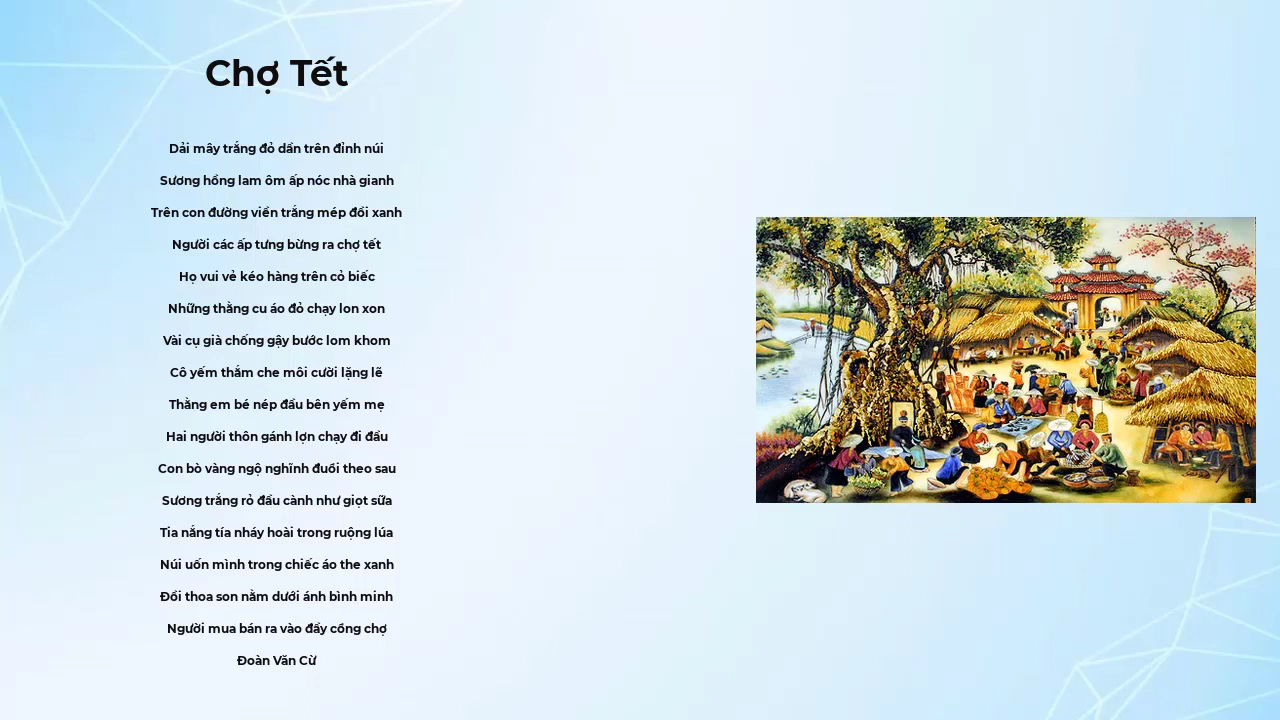 Chợ Tết
Dải mây trắng đỏ dần trên đỉnh núi
Sương hồng lam ôm ấp nóc nhà gianh
Trên con đường viền trắng mép đồi xanh
Người các ấp tưng bừng ra chợ tết
Họ vui vẻ kéo hàng trên cỏ biếc
Những thằng cu áo đỏ chạy lon xon
Vài cụ già chống gậy bước lom khom
Cô yếm thắm che môi cười lặng lẽ
Thằng em bé nép đầu bên yếm mẹ
Hai người thôn gánh lợn chạy đi đầu
Con bò vàng ngộ nghĩnh đuổi theo sau
Sương trắng rỏ đầu cành như giọt sữa
Tia nắng tía nháy hoài trong ruộng lúa
Núi uốn mình trong chiếc áo the xanh
Đồi thoa son nằm dưới ánh bình minh
Người mua bán ra vào đầy cổng chợ
Đoàn Văn Cừ